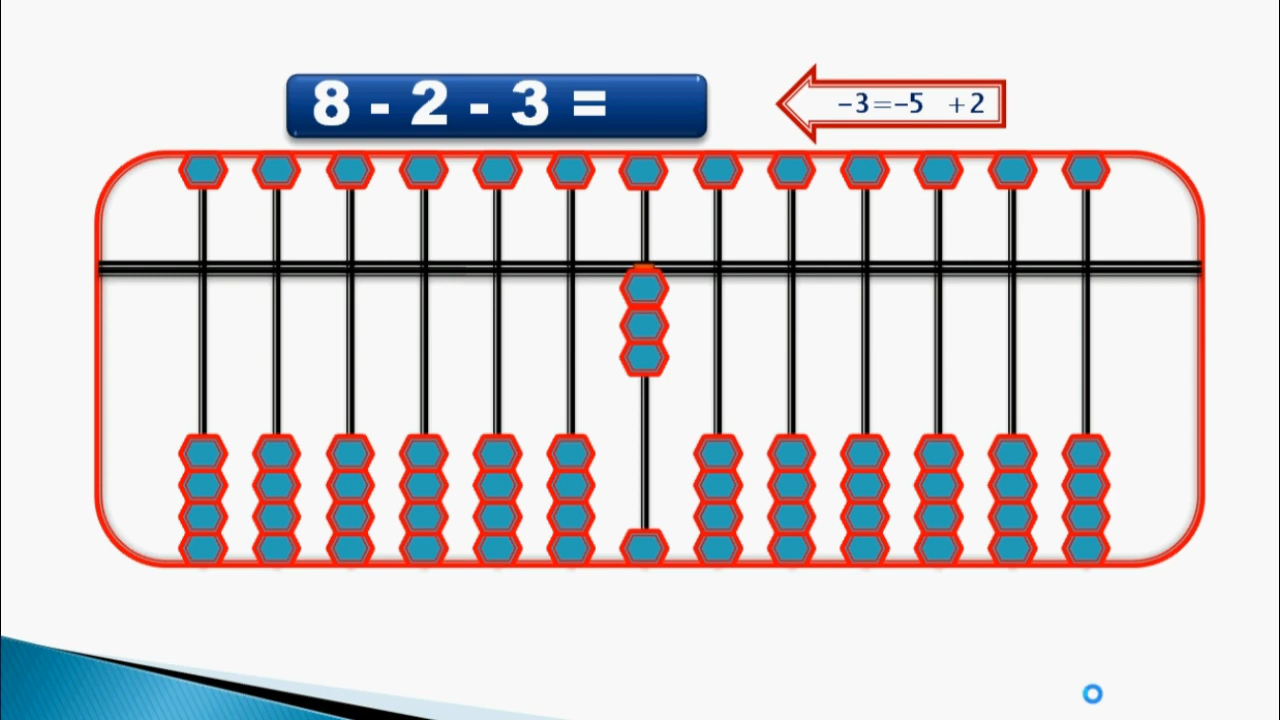 8 - 2 - 3 =
-3=-5 +2